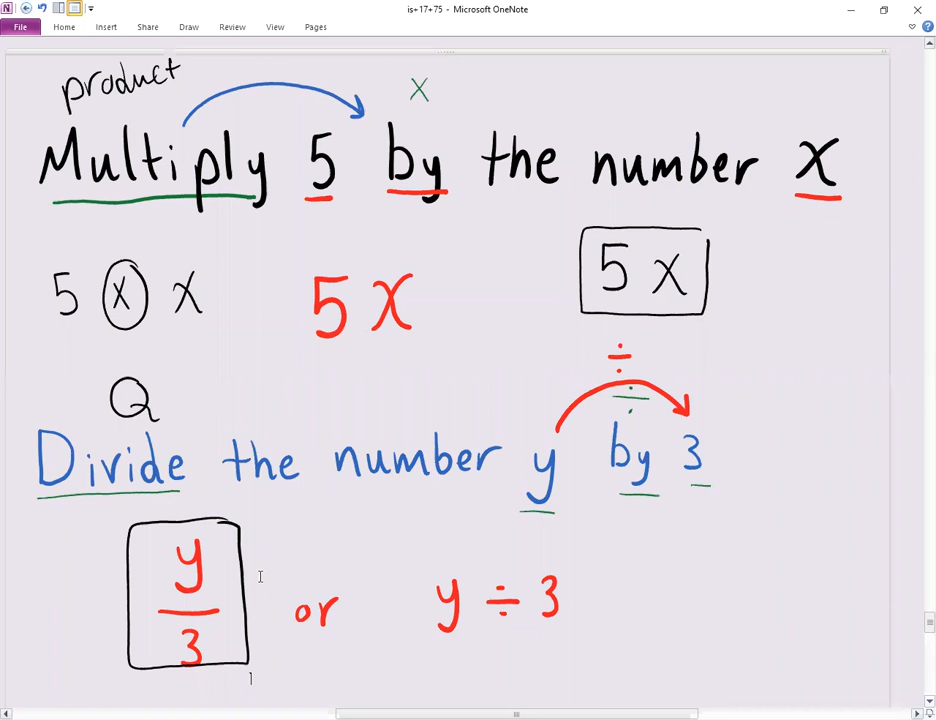 is+17+75 - Microsoft OneNote
File Home Insert Share Draw Review View Pages
product
x
Multiply 5 by the number x
5 x x 5x 5x
÷
Q ÷
Divide the number y by 3
y/3 or y ÷ 3